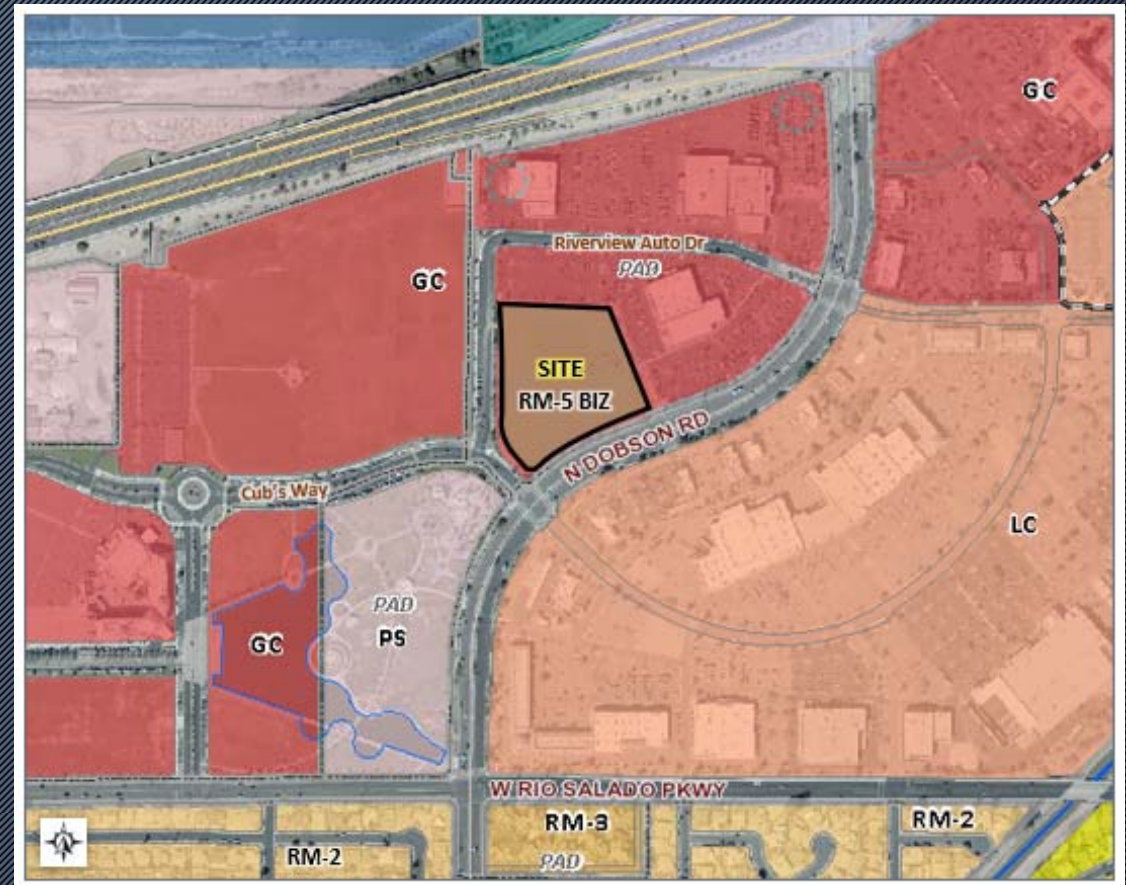 GC
GC
Riverview Auto Dr
PAD
SITE
RM-5 BIZ
N DOBSON RD
Cub's Way
LC
PAD
PS
GC
W RIO SALADO PKWY
RM-3
RM-2
RM-2
PAD